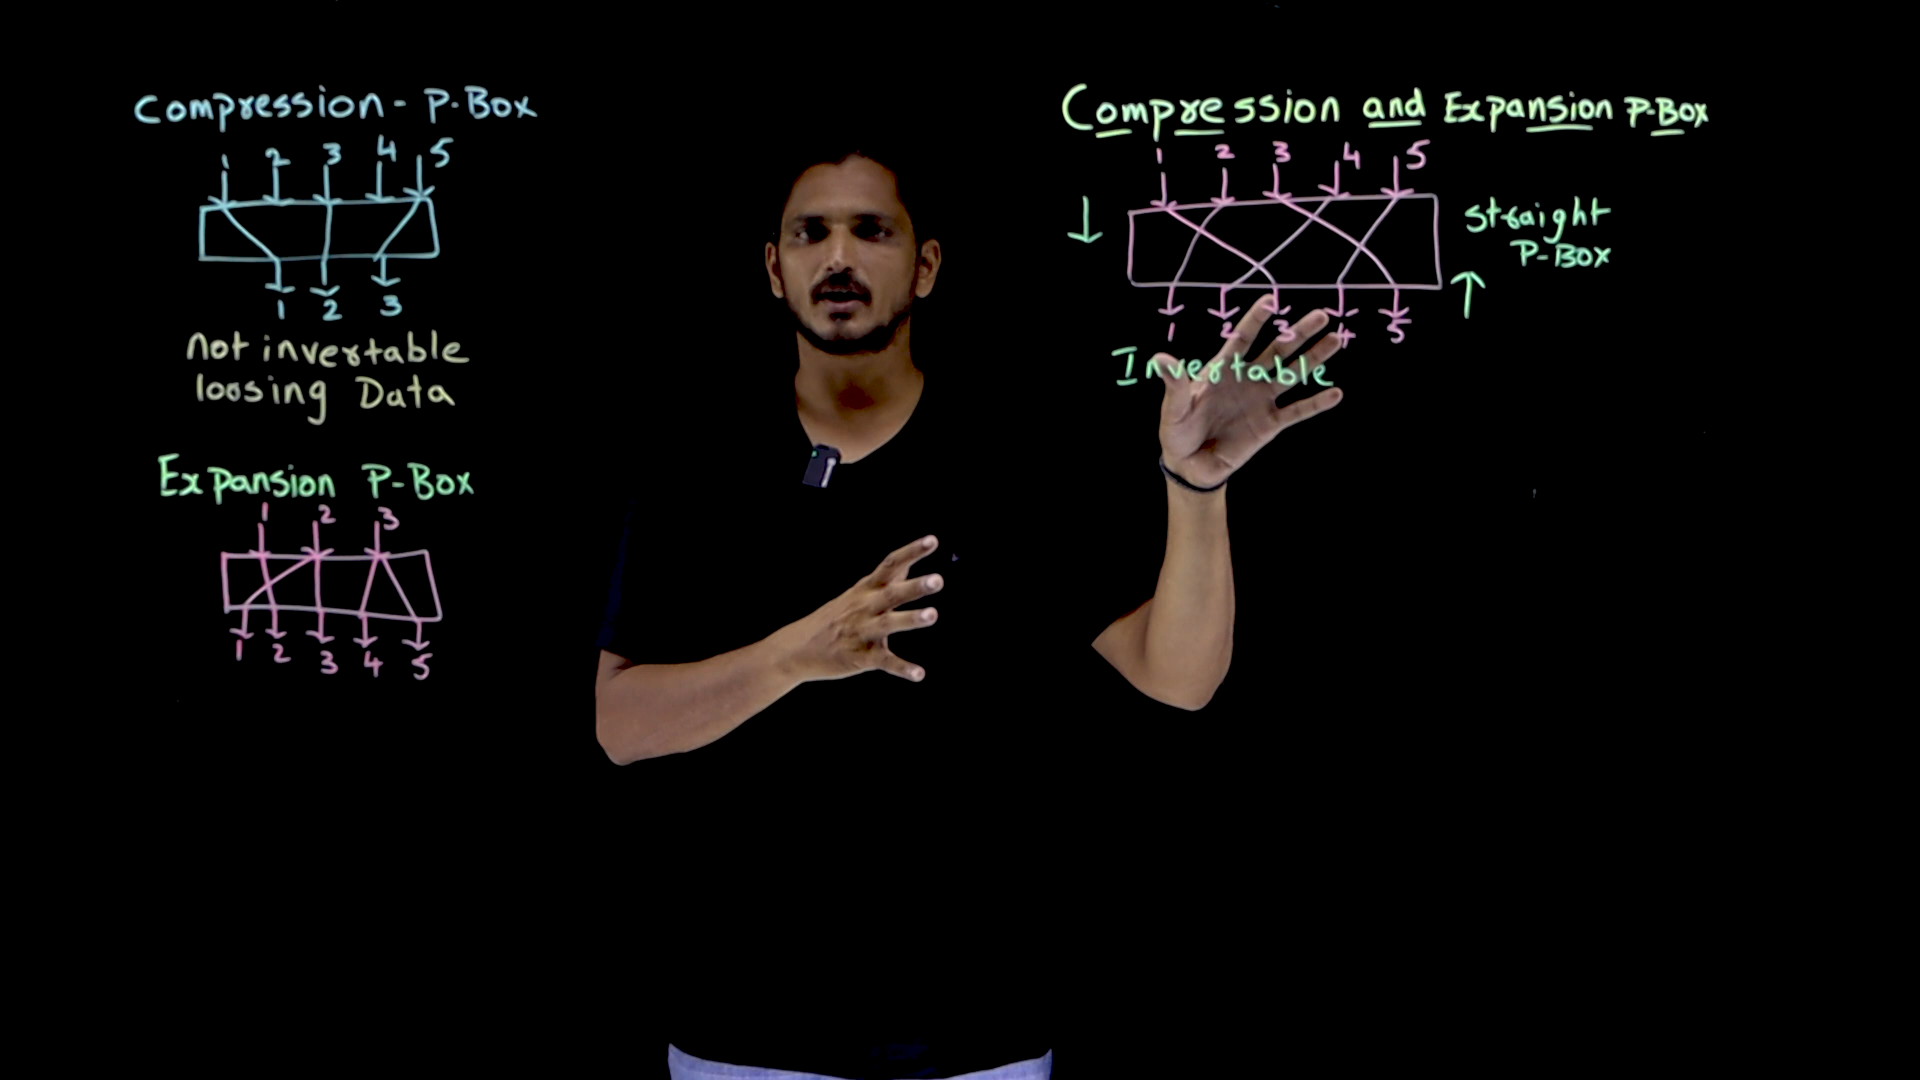 Compression - P-Box
1 2 3 4 5
1 2 3
not invertable
loosing Data
Expansion P-Box
1 2 3
1 2 3 4 5
Compression and Expansion P-Box
1 2 3 4 5
straight
P-Box
1 2 3 4 5
Invertable